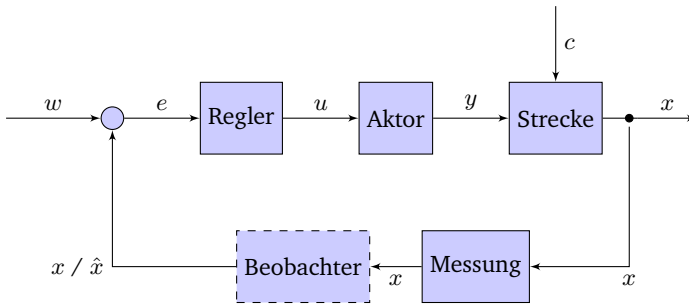 c
w
e
Regler
u
Aktor
y
Strecke
x
x / x̂
Beobachter
x
Messung
x